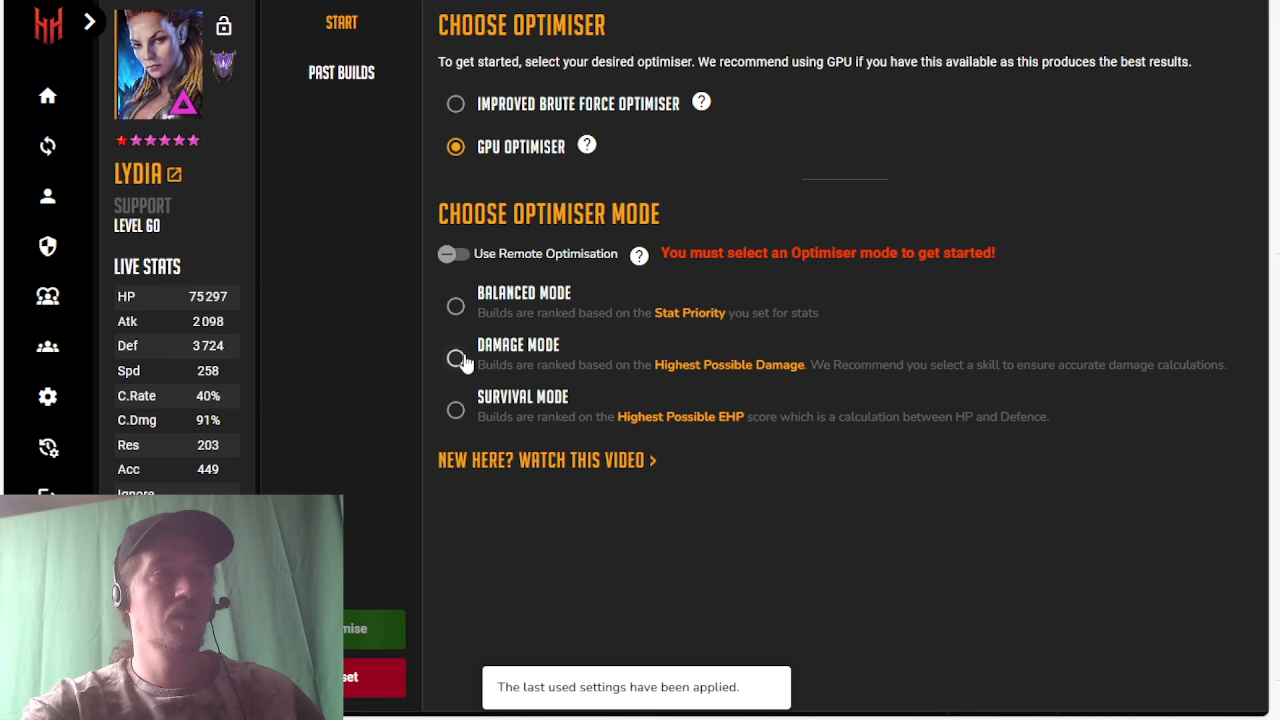 START
PAST BUILDS
LYDIA
SUPPORT
LEVEL 60
LIVE STATS
HP 75297
Atk 2098
Def 3724
Spd 258
C.Rate 40%
C.Dmg 91%
Res 203
Acc 449
Ignore
CHOOSE OPTIMISER
To get started, select your desired optimiser. We recommend using GPU if you have this available as this produces the best results.
IMPROVED BRUTE FORCE OPTIMISER ?
GPU OPTIMISER ?
CHOOSE OPTIMISER MODE
Use Remote Optimisation ? You must select an Optimiser mode to get started!
BALANCED MODE
Builds are ranked based on the Stat Priority you set for stats
DAMAGE MODE
Builds are ranked based on the Highest Possible Damage. We Recommend you select a skill to ensure accurate damage calculations.
SURVIVAL MODE
Builds are ranked on the Highest Possible EHP score which is a calculation between HP and Defence.
NEW HERE? WATCH THIS VIDEO >
mise
set
The last used settings have been applied.